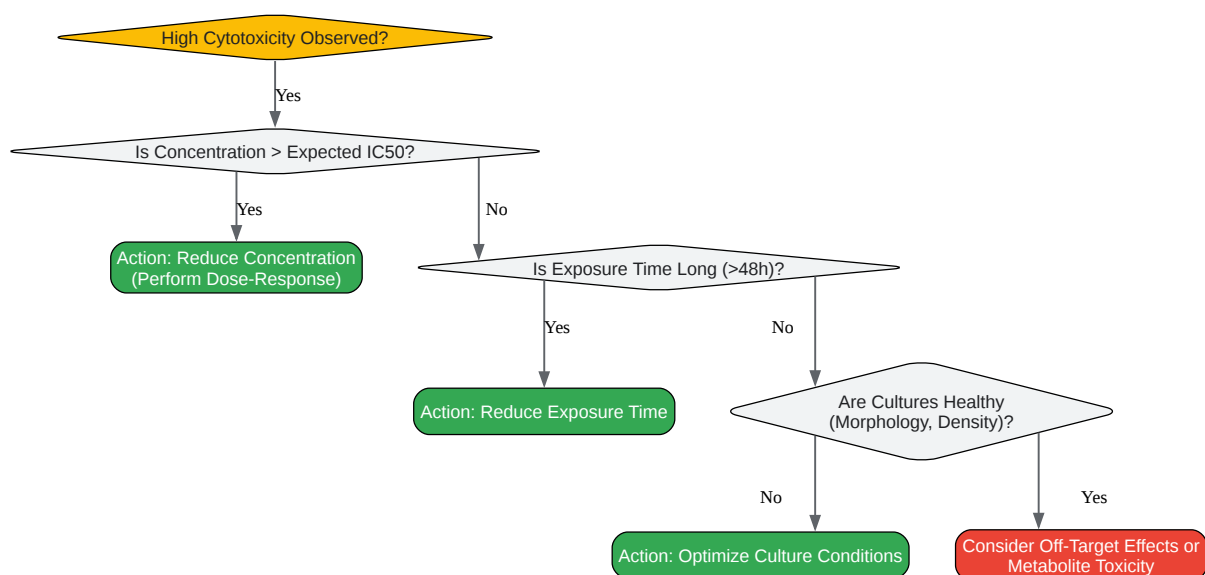 High Cytotoxicity Observed?
Yes
Is Concentration > Expected IC50?
Yes
No
Action: Reduce Concentration
(Perform Dose-Response)
Is Exposure Time Long (>48h)?
Yes
No
Action: Reduce Exposure Time
Are Cultures Healthy
(Morphology, Density)?
No
Yes
Action: Optimize Culture Conditions
Consider Off-Target Effects or
Metabolite Toxicity